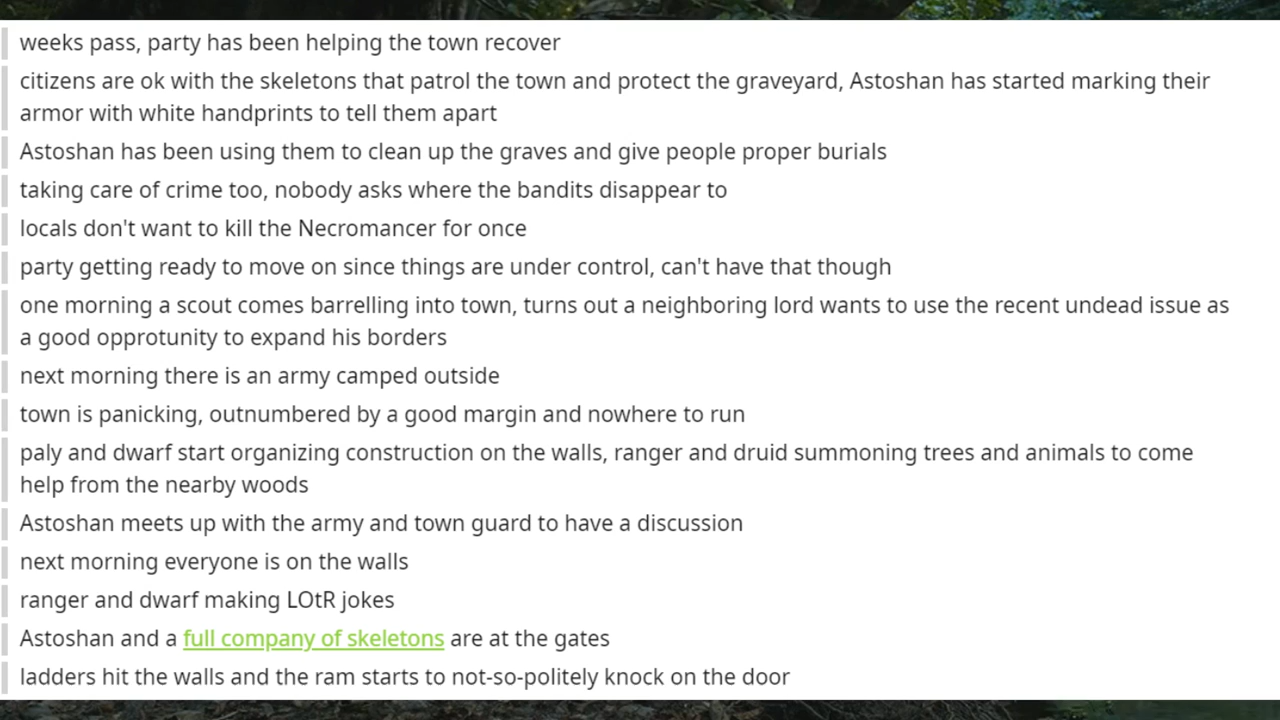 weeks pass, party has been helping the town recover
citizens are ok with the skeletons that patrol the town and protect the graveyard, Astoshan has started marking their
armor with white handprints to tell them apart
Astoshan has been using them to clean up the graves and give people proper burials
taking care of crime too, nobody asks where the bandits disappear to
locals don't want to kill the Necromancer for once
party getting ready to move on since things are under control, can't have that though
one morning a scout comes barrelling into town, turns out a neighboring lord wants to use the recent undead issue as
a good opprotunity to expand his borders
next morning there is an army camped outside
town is panicking, outnumbered by a good margin and nowhere to run
paly and dwarf start organizing construction on the walls, ranger and druid summoning trees and animals to come
help from the nearby woods
Astoshan meets up with the army and town guard to have a discussion
next morning everyone is on the walls
ranger and dwarf making LOtR jokes
Astoshan and a full company of skeletons are at the gates
ladders hit the walls and the ram starts to not-so-politely knock on the door